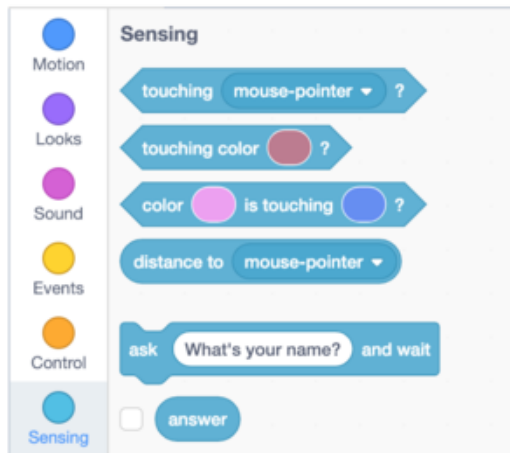 Motion
Looks
Sound
Events
Control
Sensing
Sensing
touching mouse-pointer ?
touching color ?
color is touching ?
distance to mouse-pointer
ask What's your name? and wait
answer